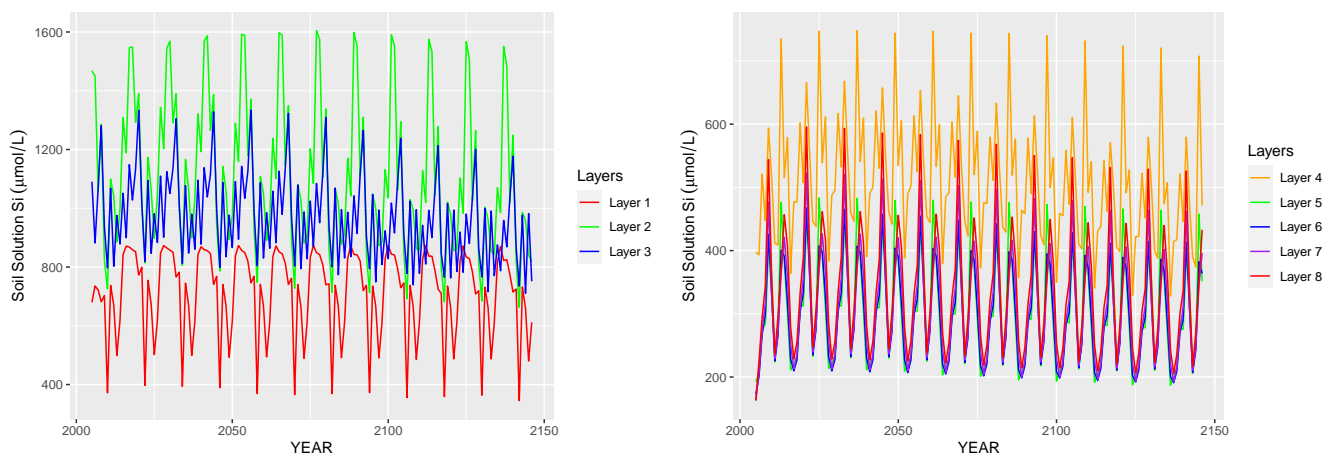 Soil Solution Si (μmol/L)
1600
1200
800
400
2000
2050
2100
2150
YEAR
Layers
Layer 1
Layer 2
Layer 3
Soil Solution Si (μmol/L)
600
400
200
2000
2050
2100
2150
YEAR
Layers
Layer 4
Layer 5
Layer 6
Layer 7
Layer 8